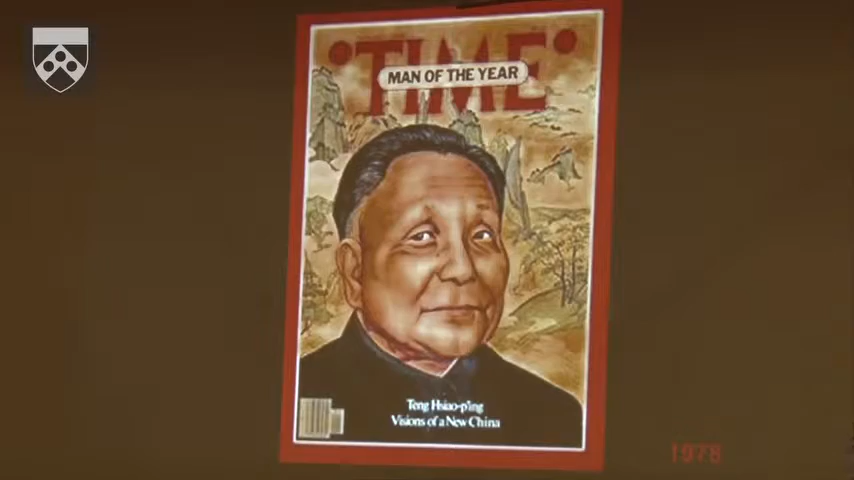 TIME
MAN OF THE YEAR
Teng Hsiao-p'ing
Visions of a New China
1978